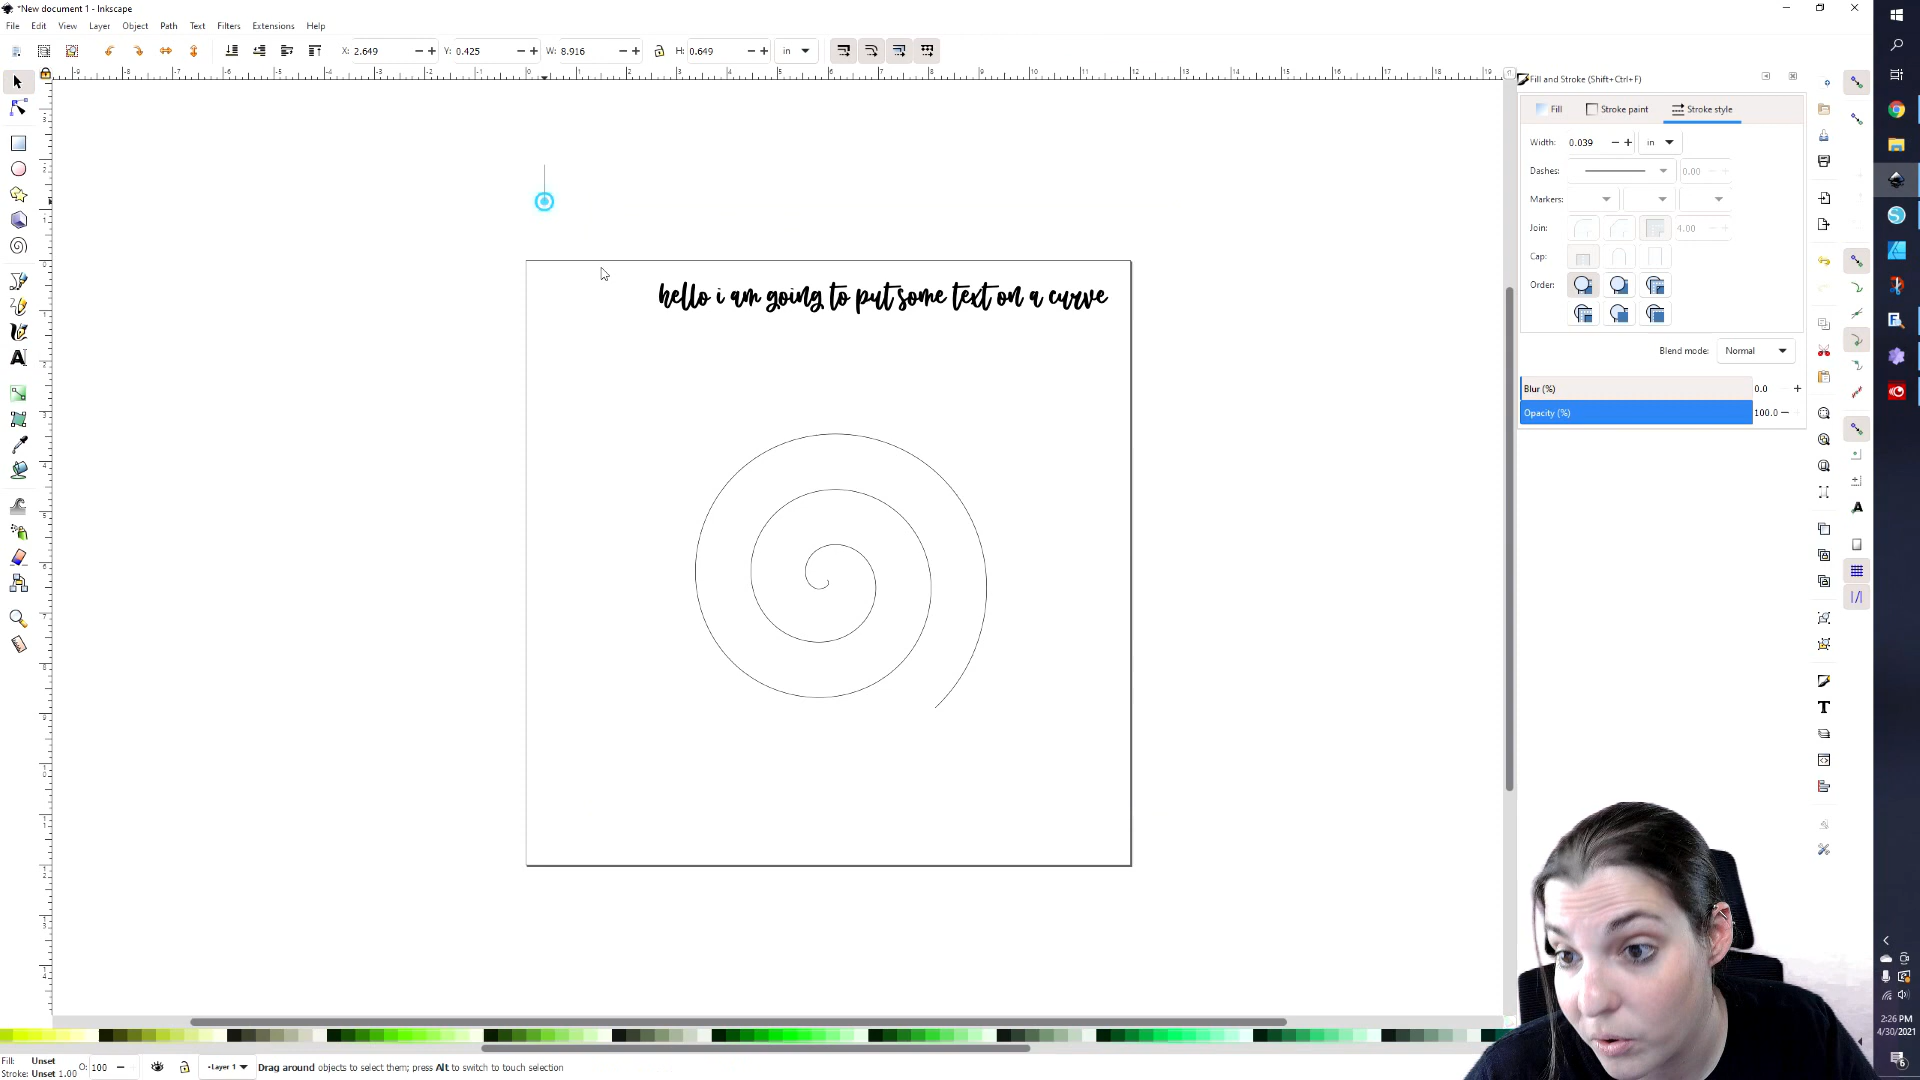 *New document 1 - Inkscape
File Edit View Layer Object Path Text Filters Extensions Help
X: 2.649 Y: 0.425 W: 8.916 H: 0.649 in
Fill and Stroke (Shift+Ctrl+F)
Fill Stroke paint Stroke style
Width: 0.039 in
Dashes: 0.00
Markers:
Join: 4.00
Cap:
Order:
Blend mode: Normal
Blur (%) 0.0
Opacity (%) 100.0
hello i am going to put some text on a curve
Fill: Unset
Stroke: Unset 1.00 O: 100 •Layer 1 Drag around objects to select them; press Alt to switch to touch selection
2:26 PM
4/30/2021